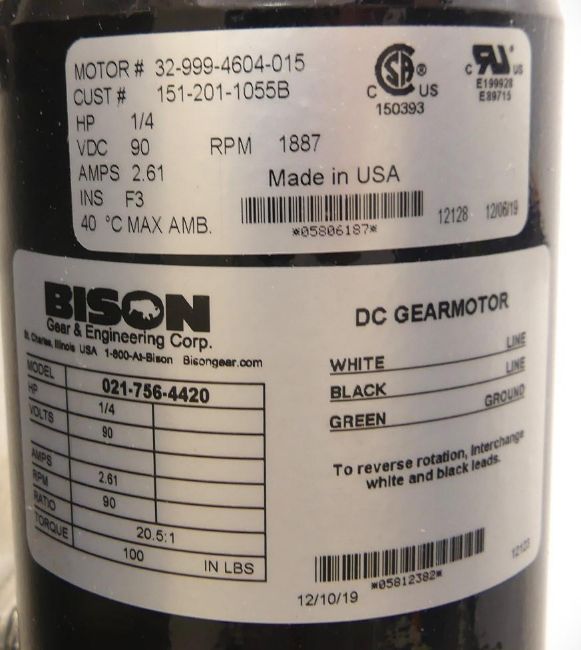 MOTOR # 32-999-4604-015
CUST # 151-201-1055B
HP 1/4
VDC 90 RPM 1887
AMPS 2.61
INS F3
40 °C MAX AMB.
CSA ®
C US
150393
C RU US
E199928
E89715
Made in USA
*05806187*
12128 12/06/19
BISON
Gear & Engineering Corp.
St. Charles, Illinois USA 1-800-At-Bison Bisongear.com
MODEL 021-756-4420
HP 1/4
VOLTS 90
AMPS 2.61
RPM 90
RATIO 20.5:1
TORQUE 100 IN LBS
DC GEARMOTOR
WHITE LINE
BLACK LINE
GREEN GROUND
To reverse rotation, interchange
white and black leads.
*05812382*
12/10/19